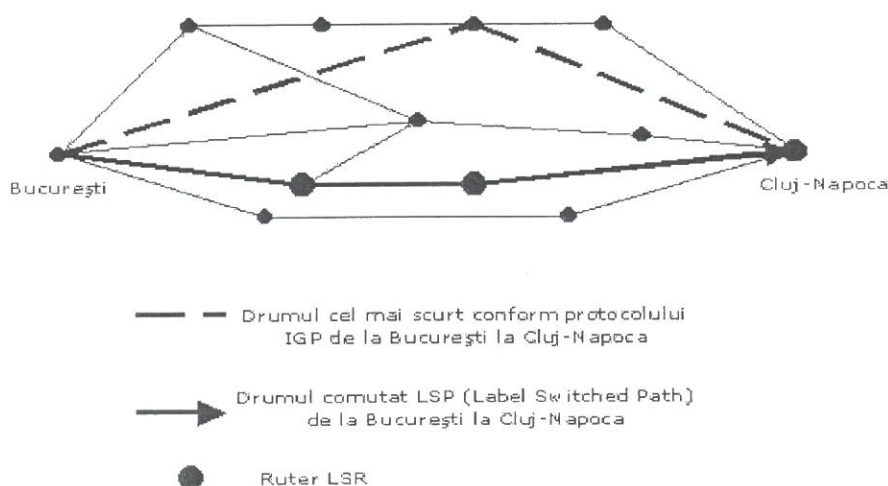 București
Cluj-Napoca
Drumul cel mai scurt conform protocolului
IGP de la București la Cluj-Napoca
Drumul comutat LSP (Label Switched Path)
de la București la Cluj-Napoca
Ruter LSR